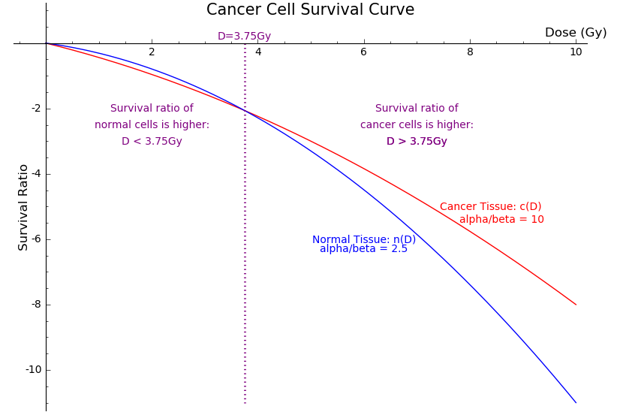 Cancer Cell Survival Curve
D=3.75Gy
Dose (Gy)
2
4
6
8
10
Survival ratio of
normal cells is higher:
D < 3.75Gy
Survival ratio of
cancer cells is higher:
D > 3.75Gy
-2
-4
-6
-8
-10
Survival Ratio
Cancer Tissue: c(D)
alpha/beta = 10
Normal Tissue: n(D)
alpha/beta = 2.5